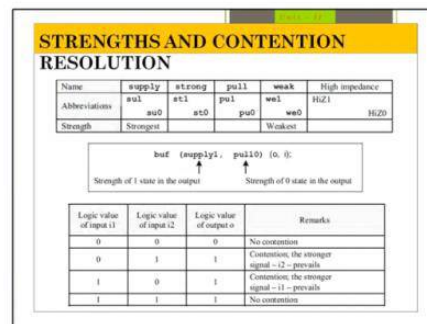 Unit - II
STRENGTHS AND CONTENTION
RESOLUTION
Name supply strong pull weak High impedance
Abbreviations su1 st1 pu1 we1 HiZ1
su0 st0 pu0 we0 HiZ0
Strength Strongest Weakest
buf (supply1, pull0) (o, i);
Strength of 1 state in the output Strength of 0 state in the output
Logic value Logic value Logic value Remarks
of input i1 of input i2 of output o
0 0 0 No contention
0 1 1 Contention; the stronger
signal – i2 – prevails
1 0 1 Contention; the stronger
signal – i1 – prevails
1 1 1 No contention